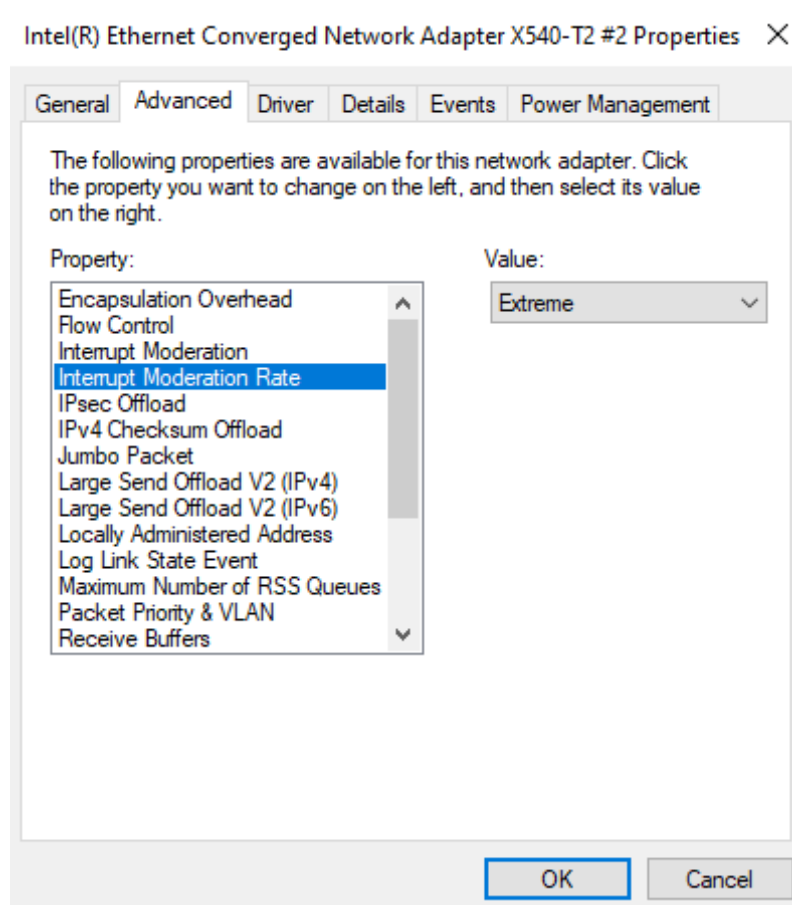 Intel(R) Ethernet Converged Network Adapter X540-T2 #2 Properties
General Advanced Driver Details Events Power Management
The following properties are available for this network adapter. Click
the property you want to change on the left, and then select its value
on the right.
Property:
Value:
Encapsulation Overhead
Flow Control
Interrupt Moderation
Interrupt Moderation Rate
IPsec Offload
IPv4 Checksum Offload
Jumbo Packet
Large Send Offload V2 (IPv4)
Large Send Offload V2 (IPv6)
Locally Administered Address
Log Link State Event
Maximum Number of RSS Queues
Packet Priority & VLAN
Receive Buffers
Extreme
OK Cancel